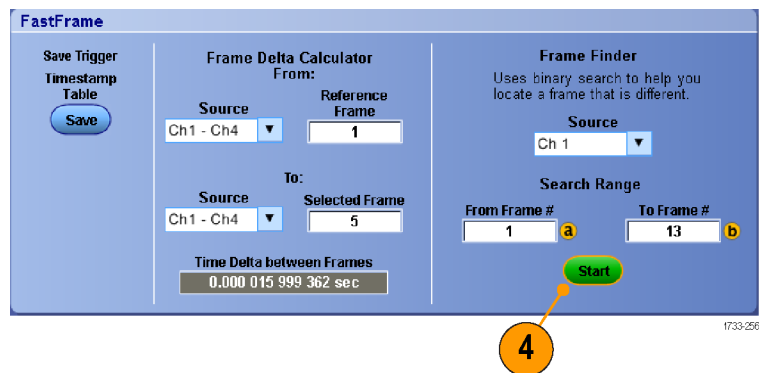 FastFrame
Save Trigger
Timestamp
Table
Save
Frame Delta Calculator
From:
Source
Reference
Frame
Ch1 - Ch4
1
To:
Source
Selected Frame
Ch1 - Ch4
5
Time Delta between Frames
0.000 015 999 362 sec
Frame Finder
Uses binary search to help you
locate a frame that is different.
Source
Ch 1
Search Range
From Frame #
To Frame #
1
a
13
b
Start
4
1733-256